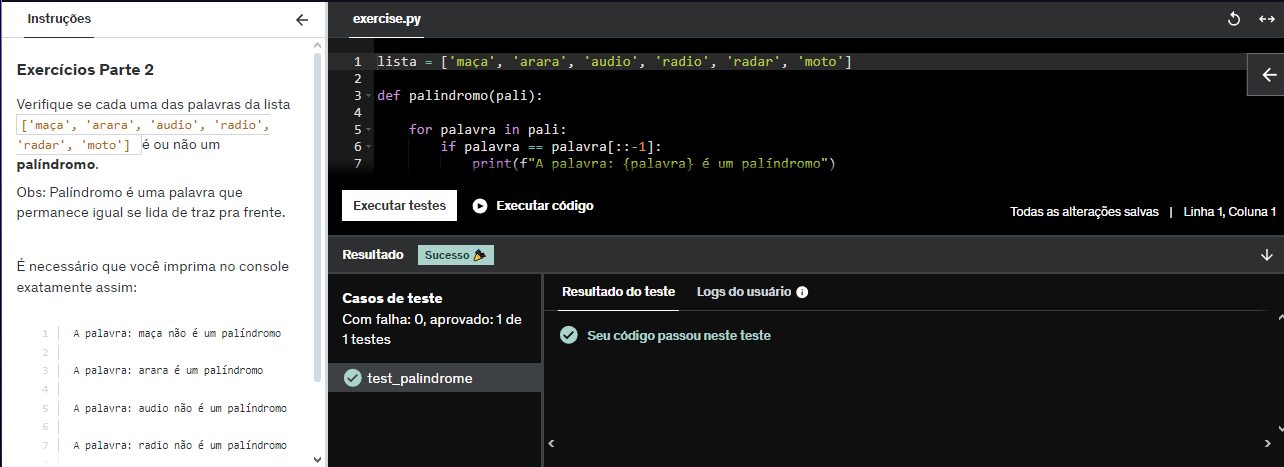 Instruções
Exercícios Parte 2
Verifique se cada uma das palavras da lista
['maça', 'arara', 'audio', 'radio',
'radar', 'moto'] é ou não um
palíndromo.
Obs: Palíndromo é uma palavra que
permanece igual se lida de traz pra frente.
É necessário que você imprima no console
exatamente assim:
1 A palavra: maça não é um palíndromo
2
3 A palavra: arara é um palíndromo
4
5 A palavra: audio não é um palíndromo
6
7 A palavra: radio não é um palíndromo
exercise.py
1 lista = ['maça', 'arara', 'audio', 'radio', 'radar', 'moto']
2
3 def palindromo(pali):
4
5 for palavra in pali:
6 if palavra == palavra[::-1]:
7 print(f"A palavra: {palavra} é um palíndromo")
Executar testes
Executar código
Todas as alterações salvas | Linha 1, Coluna 1
Resultado
Sucesso
Casos de teste
Com falha: 0, aprovado: 1 de
1 testes
test_palindrome
Resultado do teste
Logs do usuário
Seu código passou neste teste